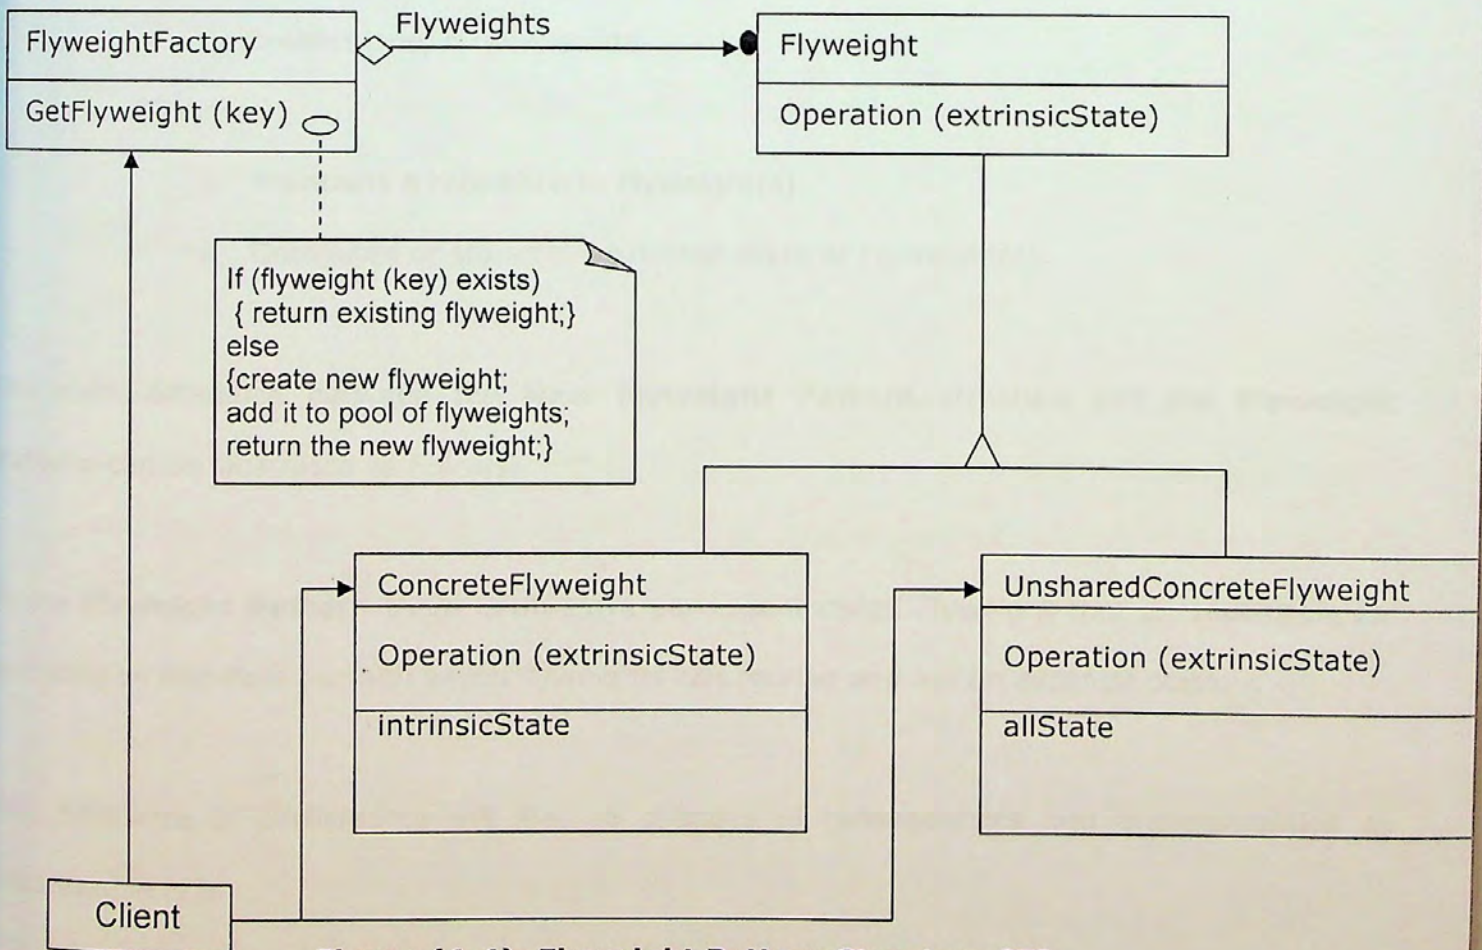 Flyweights
FlyweightFactory
Flyweight
GetFlyweight (key)
Operation (extrinsicState)
If (flyweight (key) exists)
{ return existing flyweight;}
else
{create new flyweight;
add it to pool of flyweights;
return the new flyweight;}
ConcreteFlyweight
UnsharedConcreteFlyweight
Operation (extrinsicState)
Operation (extrinsicState)
intrinsicState
allState
Client